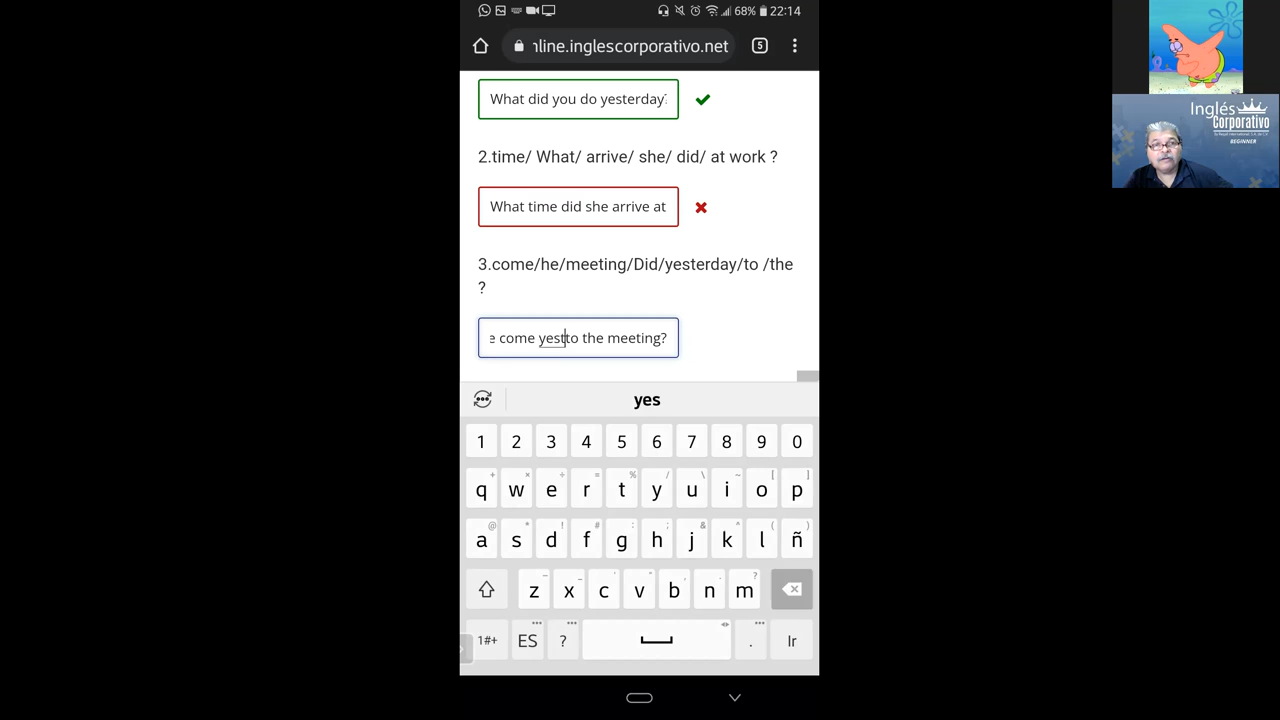 68% 22:14
nline.inglescorporativo.net
5
What did you do yesterday?
2.time/ What/ arrive/ she/ did/ at work ?
What time did she arrive at
3.come/he/meeting/Did/yesterday/to /the
?
e come yestto the meeting?
yes
1 2 3 4 5 6 7 8 9 0
q w e r t y u i o p
a s d f g h j k l ñ
z x c v b n m
1#+ ES ? . Ir
Inglés
Corporativo
BEGINNER